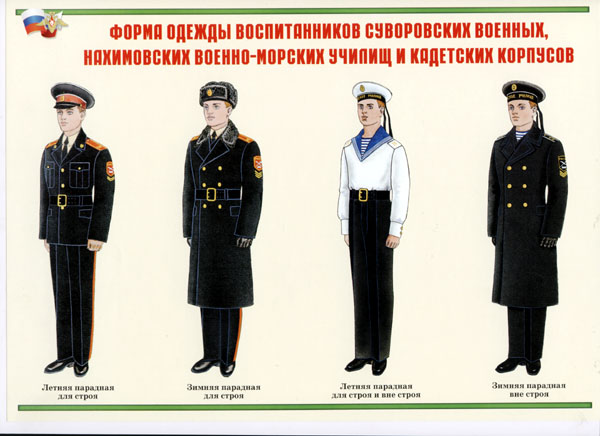 ФОРМА ОДЕЖДЫ ВОСПИТАННИКОВ СУВОРОВСКИХ ВОЕННЫХ,
НАХИМОВСКИХ ВОЕННО-МОРСКИХ УЧИЛИЩ И КАДЕТСКИХ КОРПУСОВ
Летняя парадная
для строя
Зимняя парадная
для строя
Летняя парадная
для строя и вне строя
Зимняя парадная
вне строя